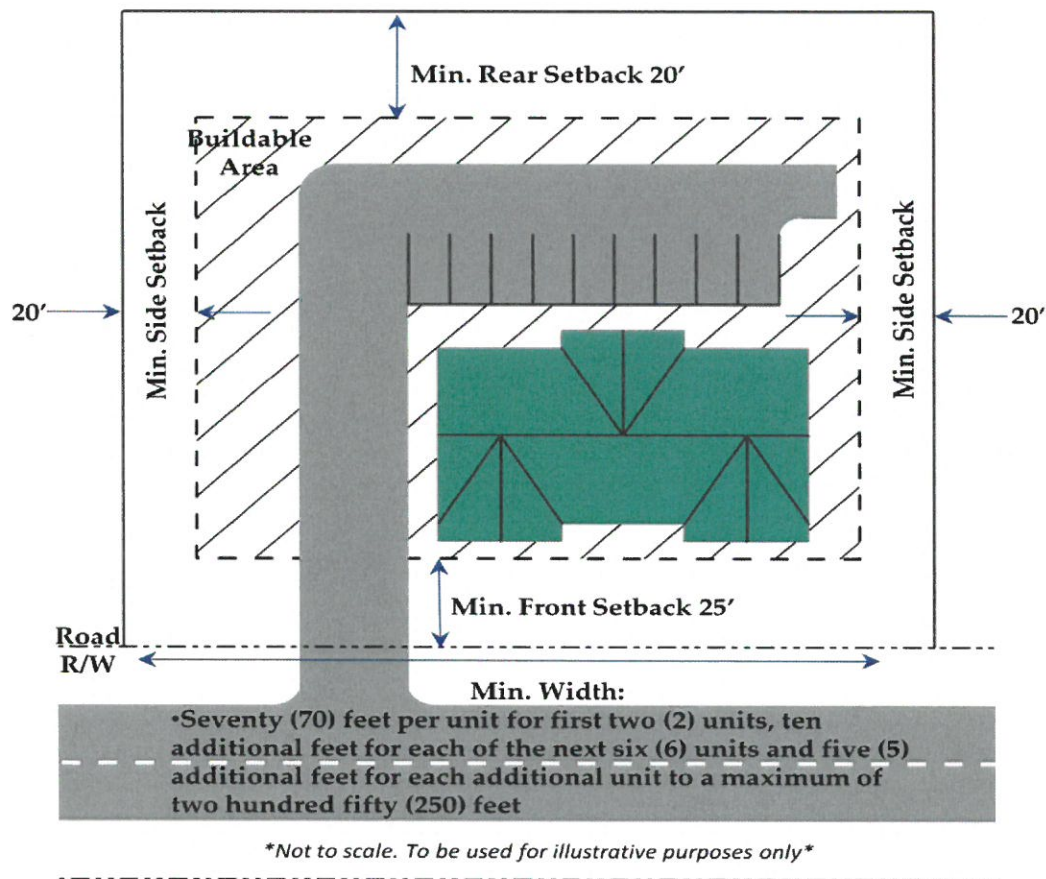 Min. Rear Setback 20'
Buildable
Area
Min. Side Setback
20'
Min. Side Setback
20'
Min. Front Setback 25'
Road
R/W
Min. Width:
•Seventy (70) feet per unit for first two (2) units, ten
additional feet for each of the next six (6) units and five (5)
additional feet for each additional unit to a maximum of
two hundred fifty (250) feet
*Not to scale. To be used for illustrative purposes only*